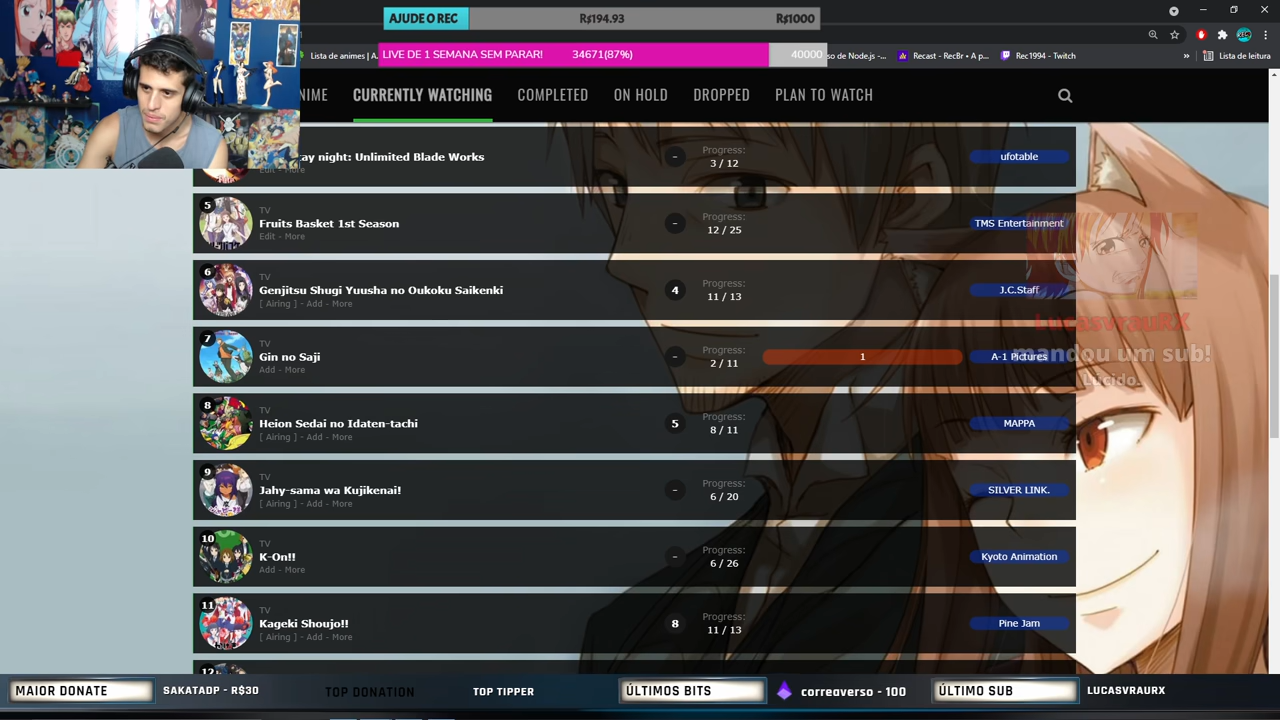 AJUDE O REC R$194.93 R$1000
LIVE DE 1 SEMANA SEM PARAR! 34671(87%) 40000
Lista de animes | A. so de Node.js -... Recast - RecBr • A p... Rec1994 - Twitch » Lista de leitura
NIME CURRENTLY WATCHING COMPLETED ON HOLD DROPPED PLAN TO WATCH
ay night: Unlimited Blade Works
Edit - More
-
Progress:
3 / 12
ufotable
5
TV
Fruits Basket 1st Season
Edit - More
-
Progress:
12 / 25
TMS Entertainment
6
TV
Genjitsu Shugi Yuusha no Oukoku Saikenki
[ Airing ] - Add - More
4
Progress:
11 / 13
J.C.Staff
LucasvrauRX
mandou um sub!
Lúcido.
7
TV
Gin no Saji
Add - More
-
Progress:
2 / 11
1
A-1 Pictures
8
TV
Heion Sedai no Idaten-tachi
[ Airing ] - Add - More
5
Progress:
8 / 11
MAPPA
9
TV
Jahy-sama wa Kujikenai!
[ Airing ] - Add - More
-
Progress:
6 / 20
SILVER LINK.
10
TV
K-On!!
Add - More
-
Progress:
6 / 26
Kyoto Animation
11
TV
Kageki Shoujo!!
[ Airing ] - Add - More
8
Progress:
11 / 13
Pine Jam
12
MAIOR DONATE SAKATADP - R$30 TOP DONATION TOP TIPPER ÚLTIMOS BITS correaverso - 100 ÚLTIMO SUB LUCASVRAURX